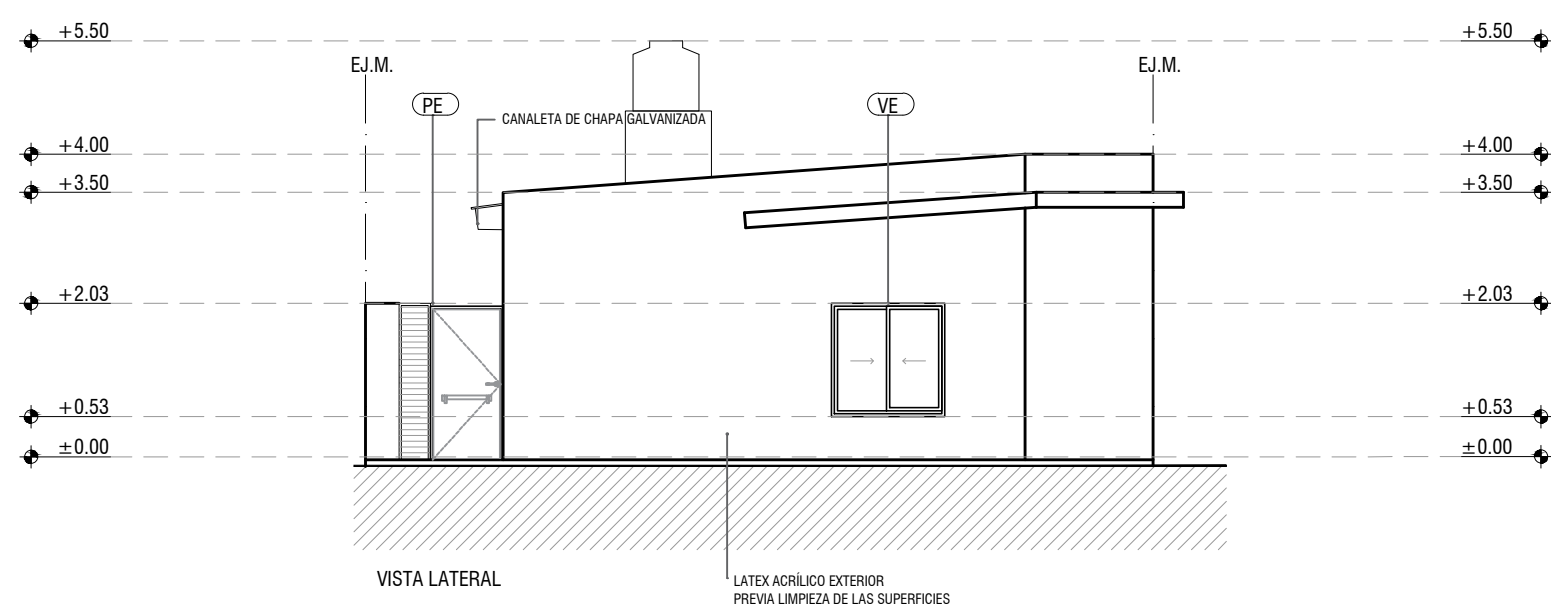 +5.50 +5.50
EJ.M. EJ.M.
PE VE
CANALETA DE CHAPA GALVANIZADA
+4.00 +4.00
+3.50 +3.50
+2.03 +2.03
+0.53 +0.53
±0.00 ±0.00
VISTA LATERAL
LATEX ACRÍLICO EXTERIOR
PREVIA LIMPIEZA DE LAS SUPERFICIES